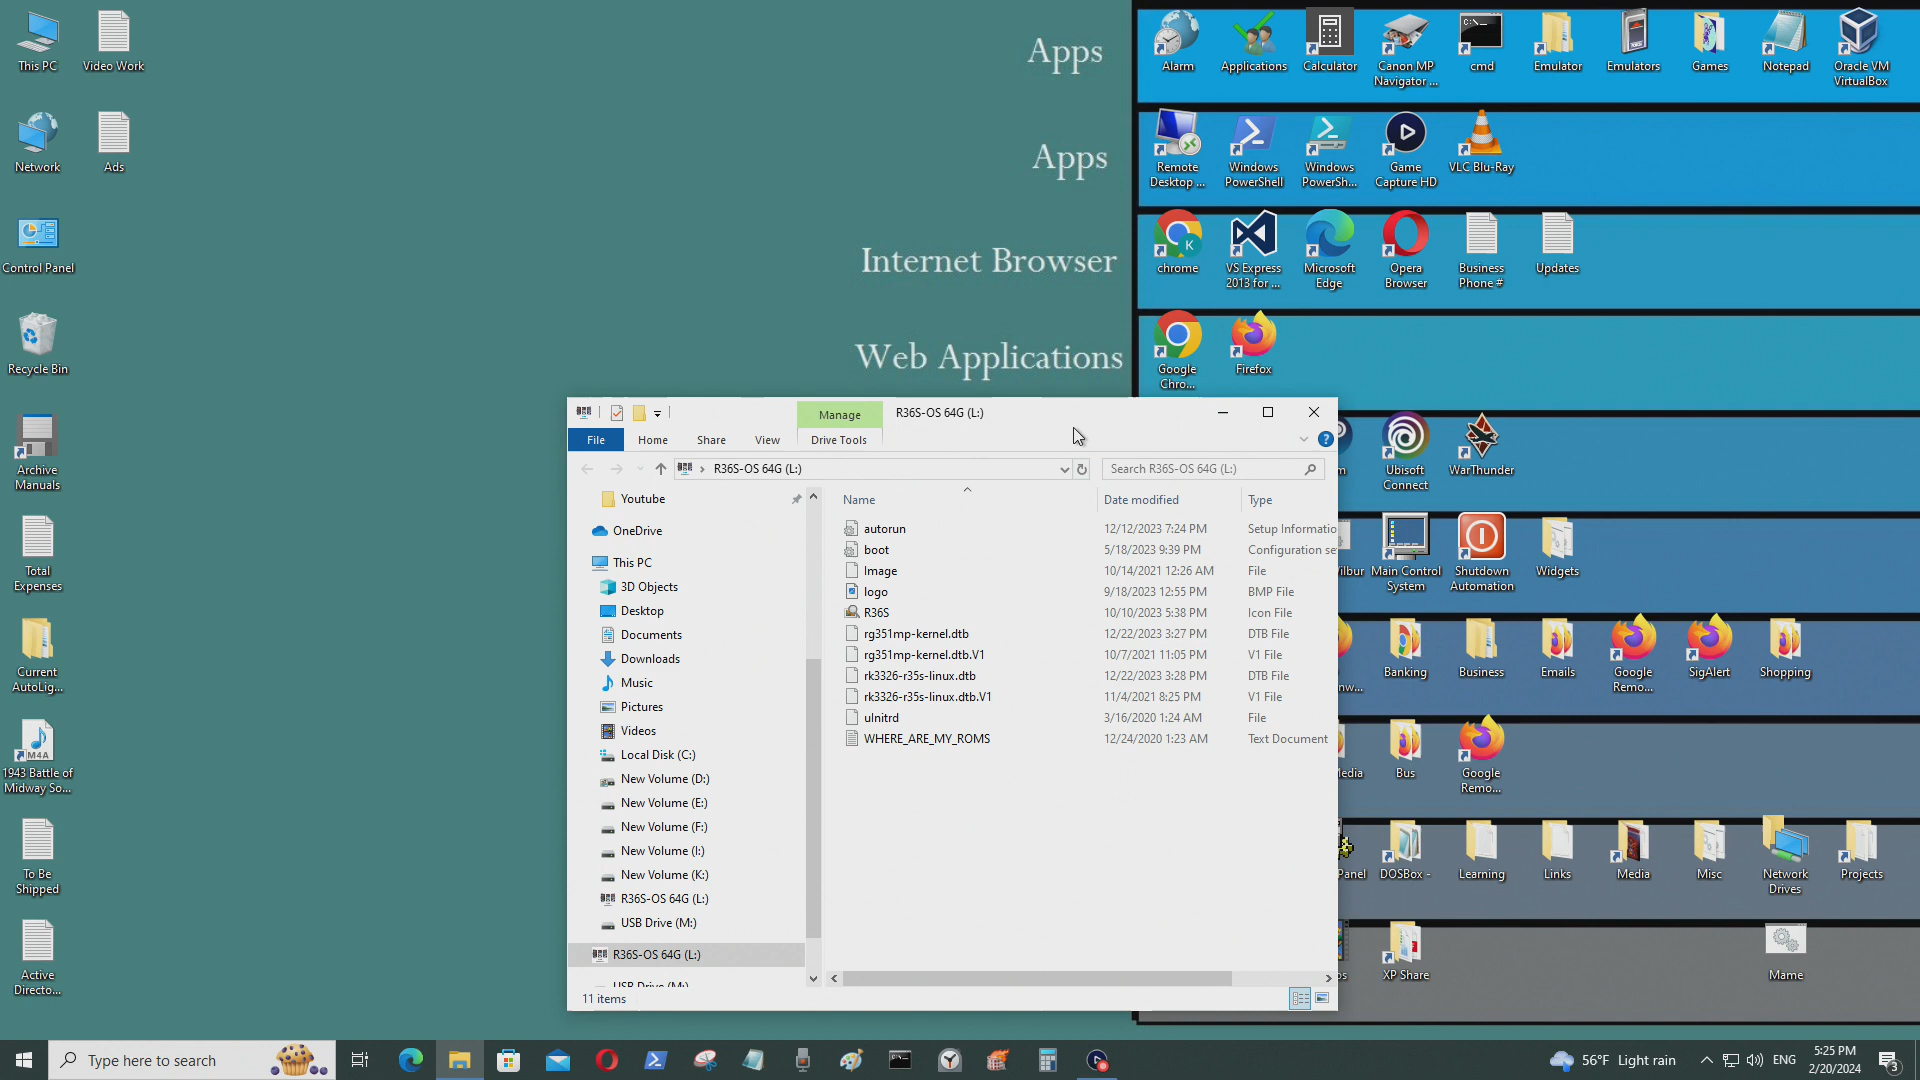 This PC
Video Work
Network
Ads
Control Panel
Recycle Bin
Archive
Manuals
Total
Expenses
Current
AutoLig...
1943 Battle of
Midway So...
To Be
Shipped
Active
Directo...
Apps
Apps
Internet Browser
Web Applications
Alarm
Applications
Calculator
Canon MP
Navigator ...
cmd
Emulator
Emulators
Games
Notepad
Oracle VM
VirtualBox
Remote
Desktop ...
Windows
PowerShell
Windows
PowerSh...
Game
Capture HD
VLC Blu-Ray
chrome
VS Express
2013 for ...
Microsoft
Edge
Opera
Browser
Business
Phone #
Updates
Google
Chro...
Firefox
Ubisoft
Connect
WarThunder
Main Control
System
Shutdown
Automation
Widgets
Banking
Business
Emails
Google
Remo...
SigAlert
Shopping
Bus
Google
Remo...
Panel
DOSBox -
Learning
Links
Media
Misc
Network
Drives
Projects
XP Share
Mame
Manage
R36S-OS 64G (L:)
File
Home
Share
View
Drive Tools
R36S-OS 64G (L:)
Search R36S-OS 64G (L:)
Youtube
OneDrive
This PC
3D Objects
Desktop
Documents
Downloads
Music
Pictures
Videos
Local Disk (C:)
New Volume (D:)
New Volume (E:)
New Volume (F:)
New Volume (I:)
New Volume (K:)
R36S-OS 64G (L:)
USB Drive (M:)
R36S-OS 64G (L:)
USB Drive (M:)
Name Date modified Type
autorun 12/12/2023 7:24 PM Setup Informatio
boot 5/18/2023 9:39 PM Configuration se
Image 10/14/2021 12:26 AM File
logo 9/18/2023 12:55 PM BMP File
R36S 10/10/2023 5:38 PM Icon File
rg351mp-kernel.dtb 12/22/2023 3:27 PM DTB File
rg351mp-kernel.dtb.V1 10/7/2021 11:05 PM V1 File
rk3326-r35s-linux.dtb 12/22/2023 3:28 PM DTB File
rk3326-r35s-linux.dtb.V1 11/4/2021 8:25 PM V1 File
uInitrd 3/16/2020 1:24 AM File
WHERE_ARE_MY_ROMS 12/24/2020 1:23 AM Text Document
11 items
Type here to search
56°F Light rain
ENG
5:25 PM
2/20/2024
3